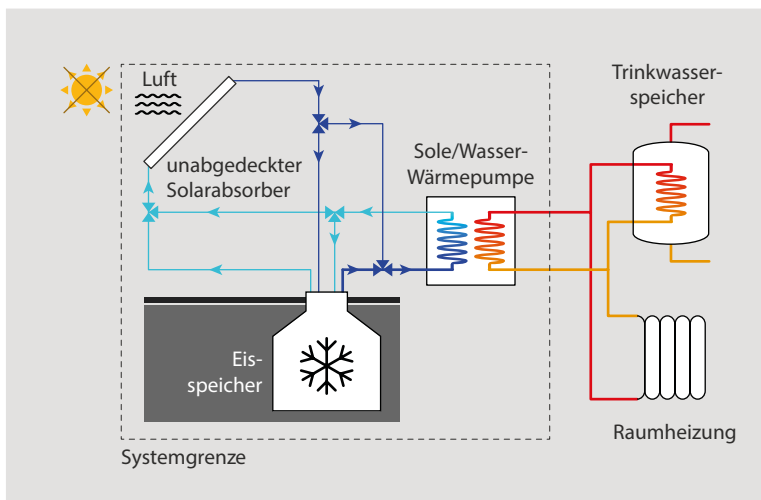 Luft
unabgedeckter
Solarabsorber
Sole/Wasser-
Wärmepumpe
Trinkwasser-
speicher
Eis-
speicher
Raumheizung
Systemgrenze